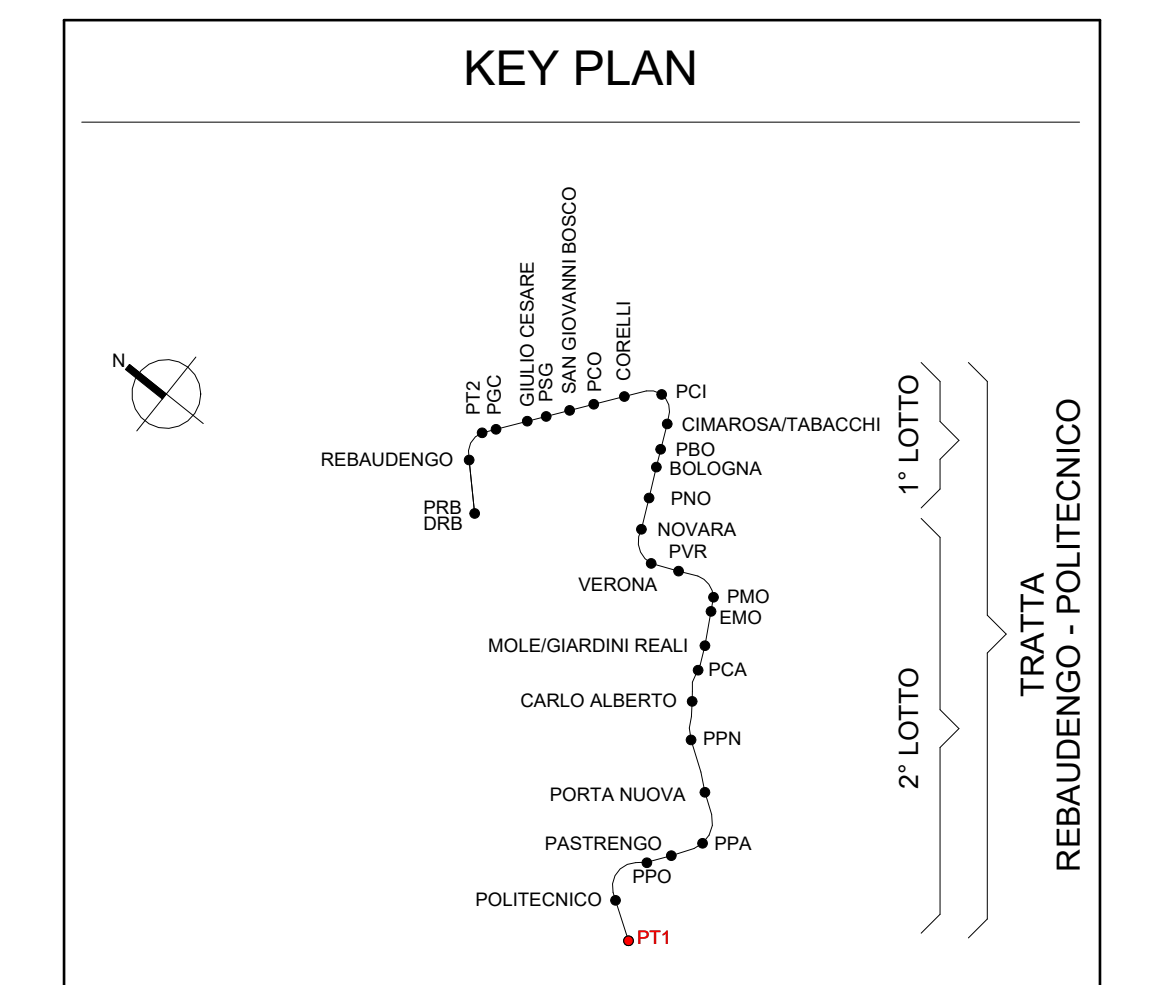 KEY PLAN
N
PT2
PGC
GIULIO CESARE
PSG
SAN GIOVANNI BOSCO
PCO
CORELLI
PCI
CIMAROSA/TABACCHI
REBAUDENGO
PBO
BOLOGNA
PRB
DRB
PNO
NOVARA
PVR
VERONA
PMO
EMO
MOLE/GIARDINI REALI
PCA
CARLO ALBERTO
PPN
PORTA NUOVA
PASTRENGO
PPA
PPO
POLITECNICO
PT1
1° LOTTO
2° LOTTO
TRATTA
REBAUDENGO - POLITECNICO